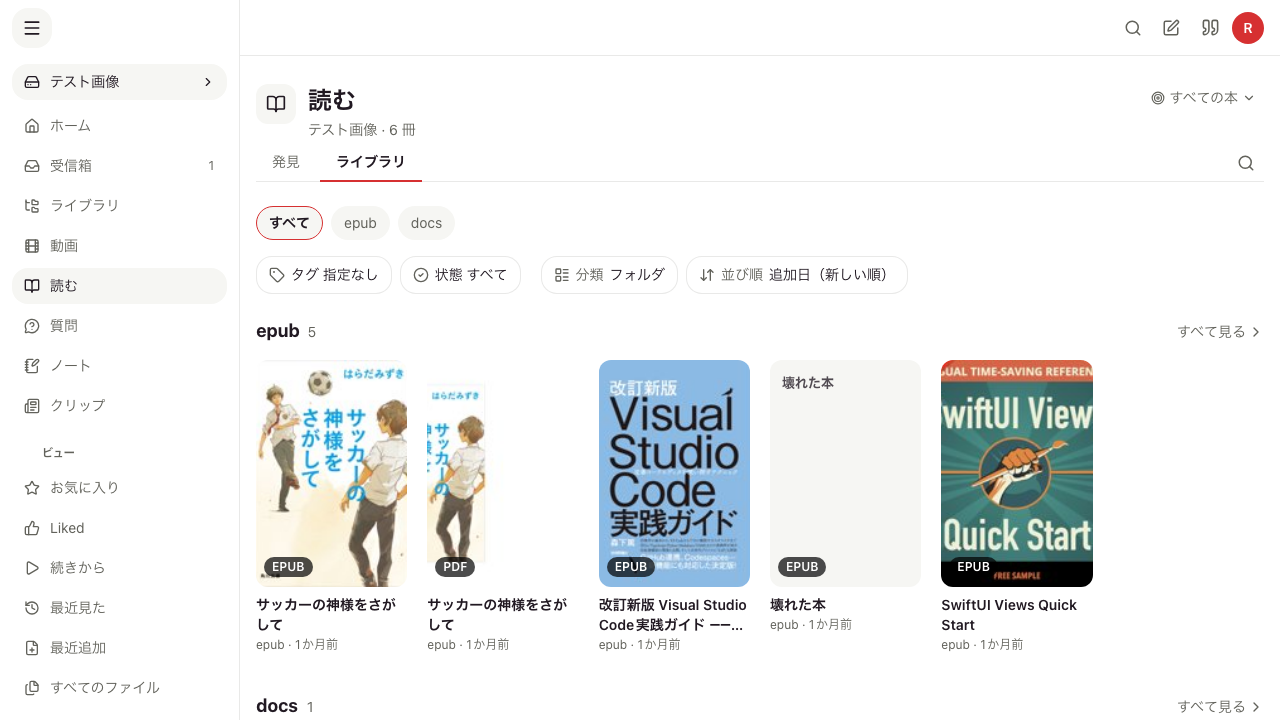 R
テスト画像
ホーム
受信箱 1
ライブラリ
動画
読む
質問
ノート
クリップ
ビュー
お気に入り
Liked
続きから
最近見た
最近追加
すべてのファイル
読む
テスト画像 · 6 冊
すべての本
発見 ライブラリ
すべて epub docs
タグ 指定なし 状態 すべて 分類 フォルダ 並び順 追加日（新しい順）
epub 5 すべて見る
はらだみずき
サッカーの
神様を
さがして
EPUB
はらだみずき
サッカーの
神様を
PDF
改訂新版
Visual
Studio
Code
実践ガイド
森下篤
EPUB
壊れた本
EPUB
UAL TIME-SAVING REFEREN
wiftUI View
Quick Start
FREE SAMPLE
EPUB
サッカーの神様をさが
して
epub · 1か月前
サッカーの神様をさが
して
epub · 1か月前
改訂新版 Visual Studio
Code実践ガイド ——...
epub · 1か月前
壊れた本
epub · 1か月前
SwiftUI Views Quick
Start
epub · 1か月前
docs 1 すべて見る